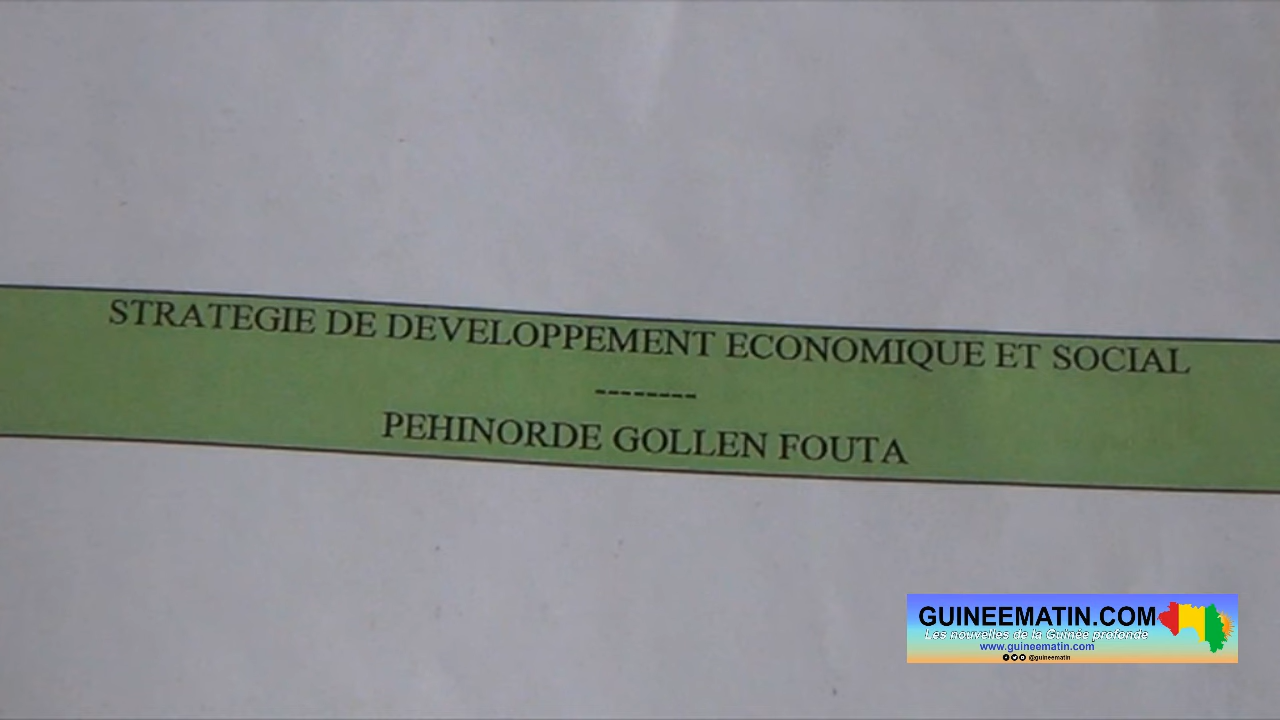 STRATEGIE DE DEVELOPPEMENT ECONOMIQUE ET SOCIAL
--------
PEHINORDE GOLLEN FOUTA
GUINEEMATIN.COM
Les nouvelles de la Guinée profonde
www.guineematin.com
@guineematin